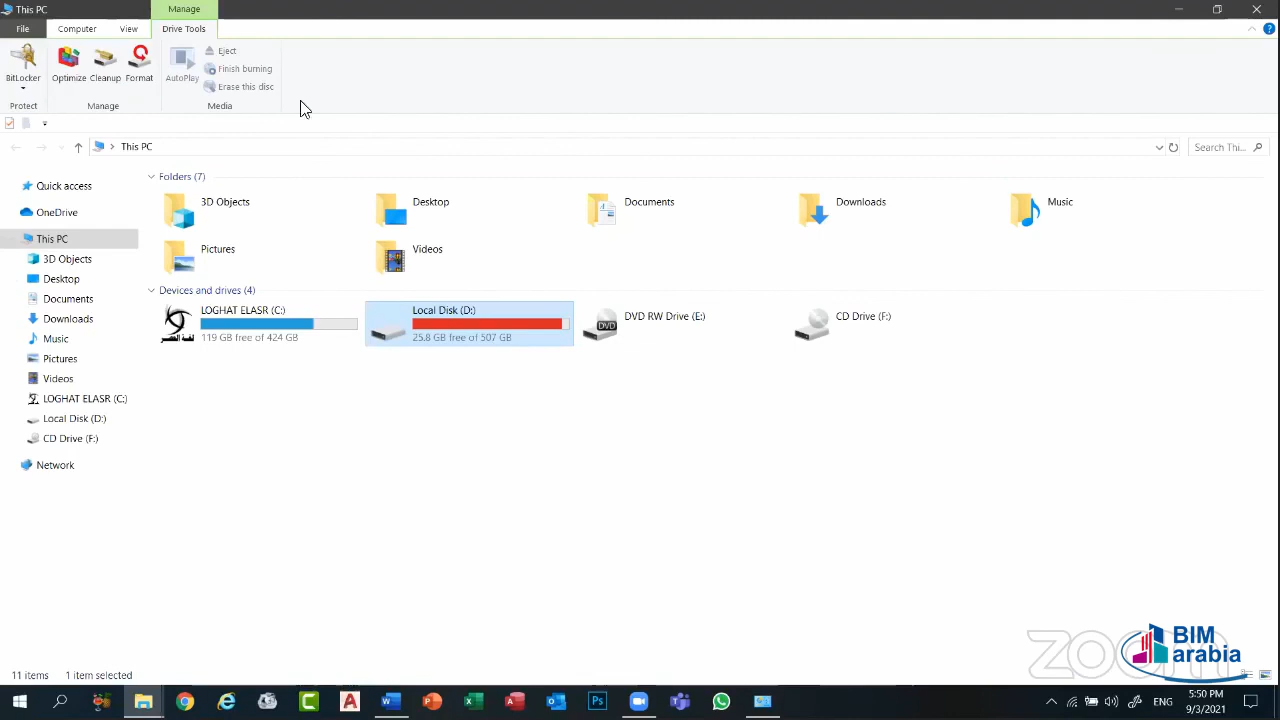 This PC
Manage
File
Computer
View
Drive Tools
BitLocker
Optimize
Cleanup
Format
AutoPlay
Eject
Finish burning
Erase this disc
Protect
Manage
Media
This PC
Search Thi...
Quick access
OneDrive
This PC
3D Objects
Desktop
Documents
Downloads
Music
Pictures
Videos
LOGHAT ELASR (C:)
Local Disk (D:)
CD Drive (F:)
Network
Folders (7)
3D Objects
Desktop
Documents
Downloads
Music
Pictures
Videos
Devices and drives (4)
LOGHAT ELASR (C:)
119 GB free of 424 GB
لغة العصر
Local Disk (D:)
25.8 GB free of 507 GB
DVD
DVD RW Drive (E:)
CD Drive (F:)
zoom
BIM
arabia
11 items
1 item selected
ENG
5:50 PM
9/3/2021